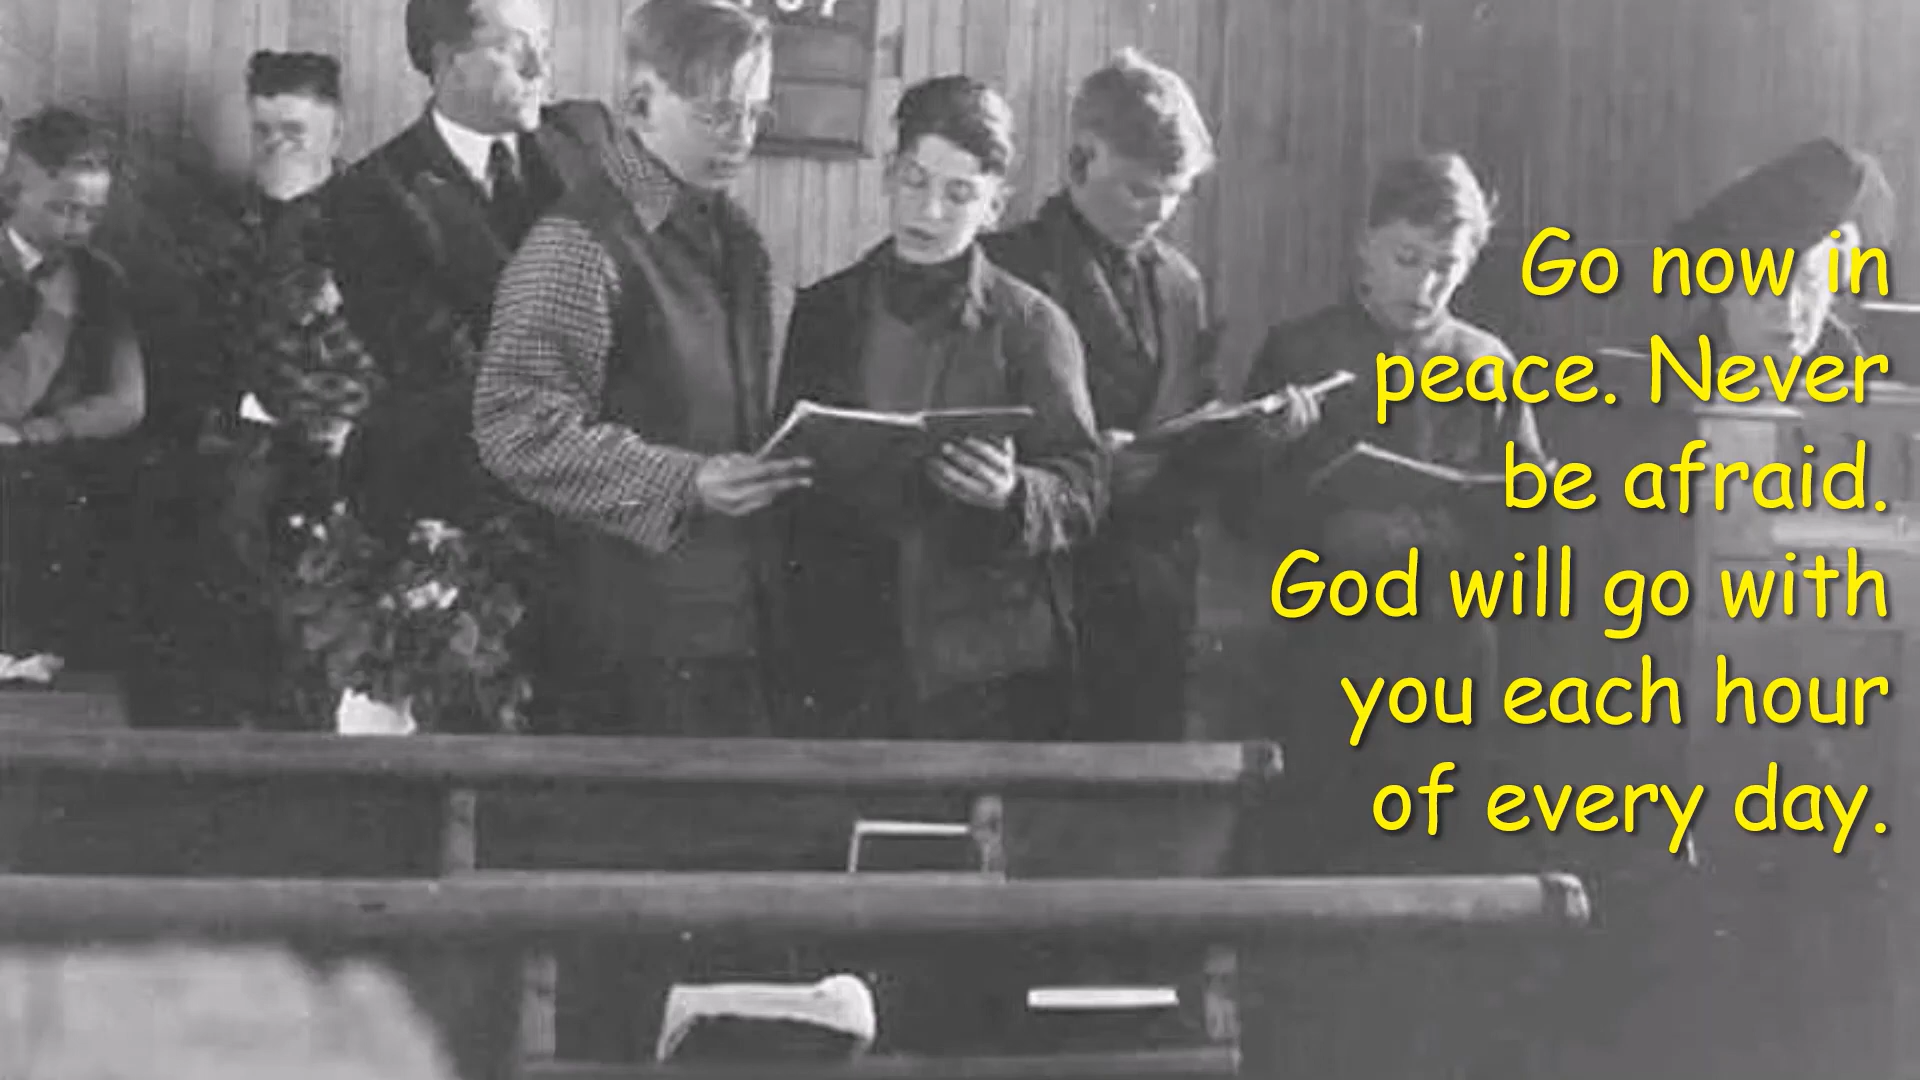 Go now in
peace. Never
be afraid.
God will go with
you each hour
of every day.